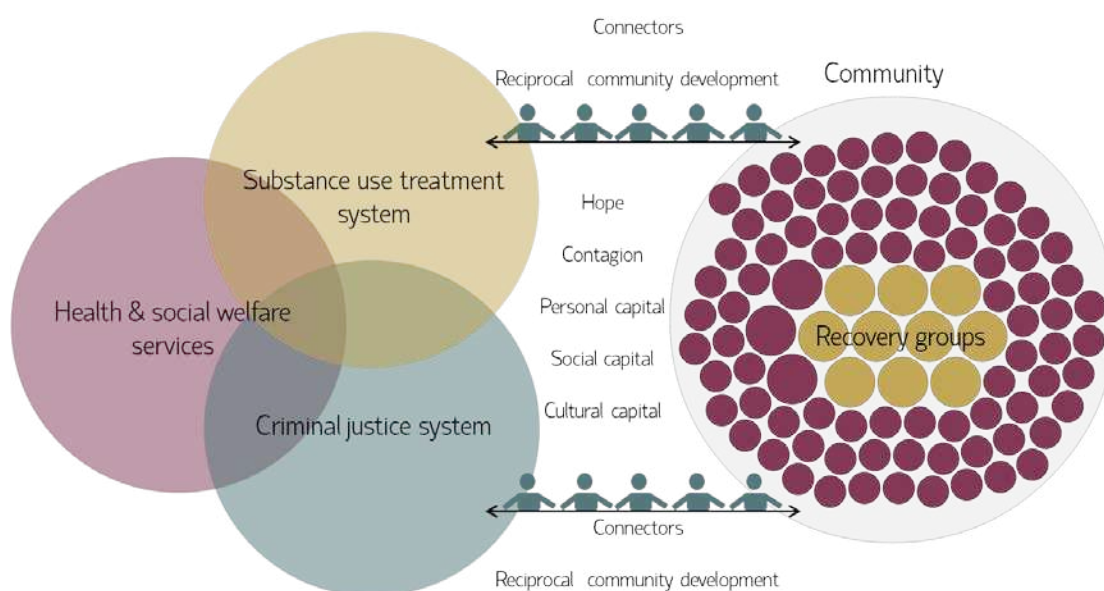 Connectors
Reciprocal community development
Community
Substance use treatment
system
Health & social welfare
services
Criminal justice system
Hope
Contagion
Personal capital
Social capital
Cultural capital
Recovery groups
Connectors
Reciprocal community development